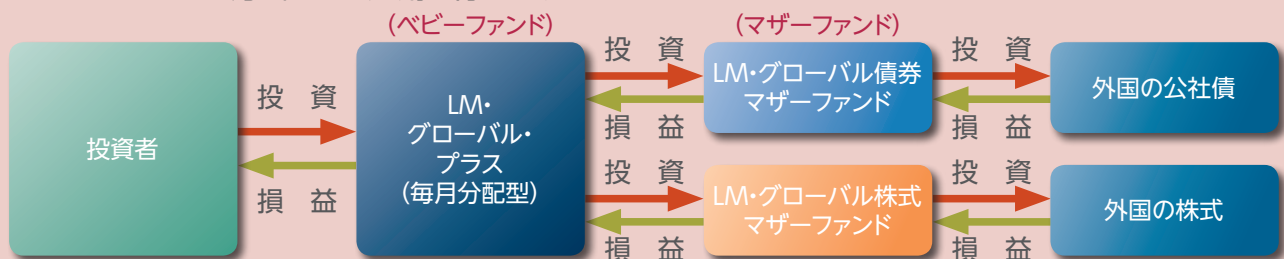 (ベビーファンド)
(マザーファンド)
投資者
投 資
損 益
LM・
グローバル・
プラス
(毎月分配型)
投 資
損 益
LM・グローバル債券
マザーファンド
投 資
損 益
外国の公社債
投 資
損 益
LM・グローバル株式
マザーファンド
投 資
損 益
外国の株式